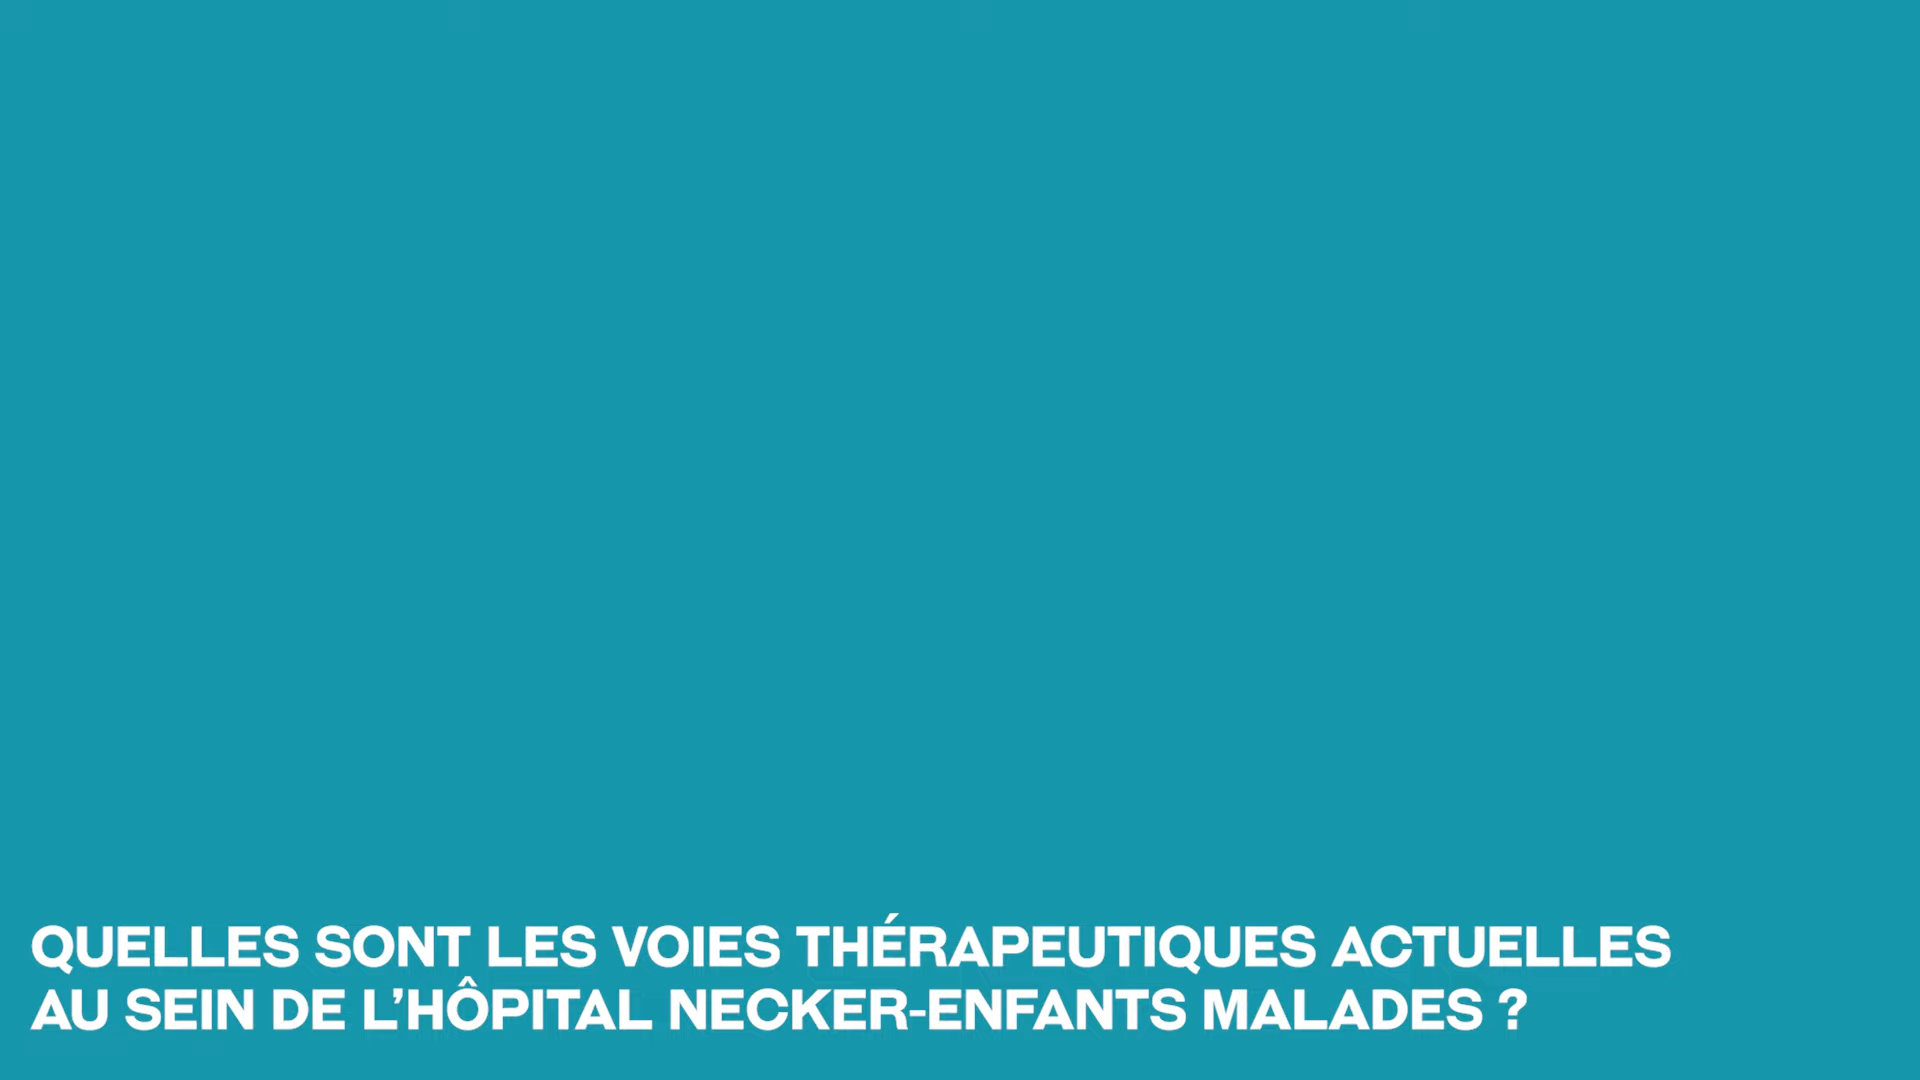 QUELLES SONT LES VOIES THÉRAPEUTIQUES ACTUELLES
AU SEIN DE L’HÔPITAL NECKER-ENFANTS MALADES ?